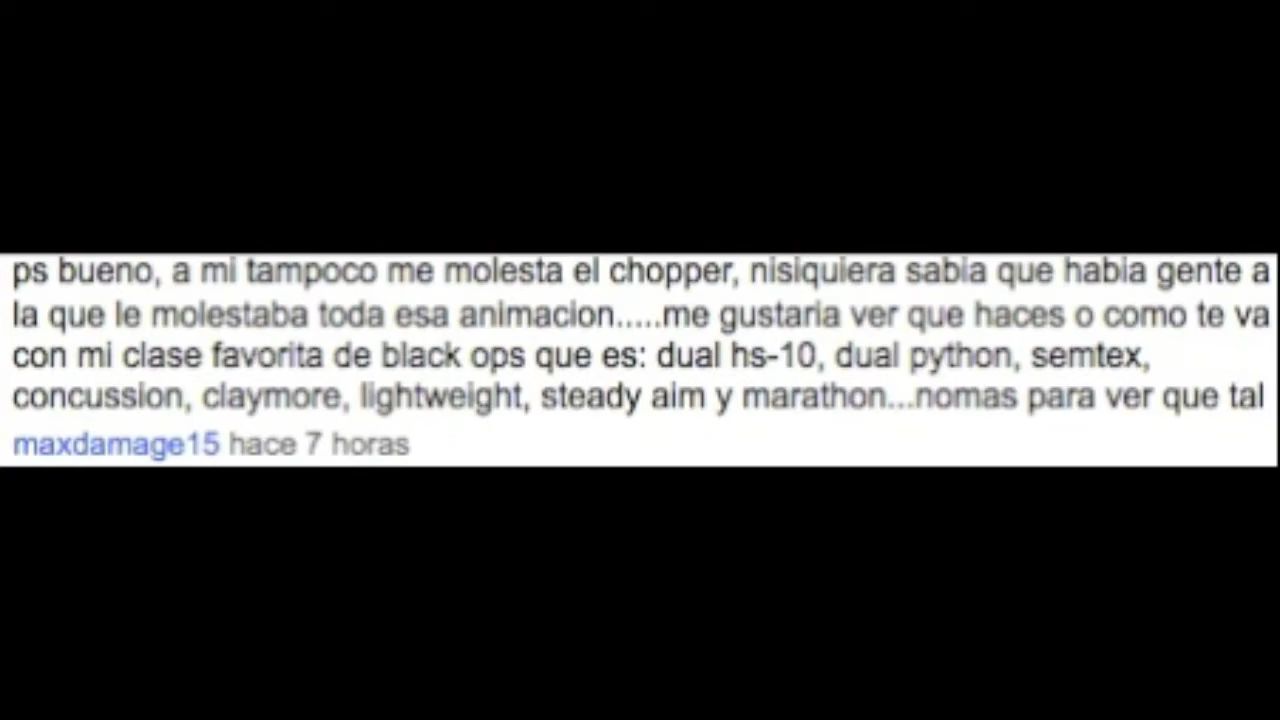 ps bueno, a mi tampoco me molesta el chopper, nisiquiera sabia que habia gente a
la que le molestaba toda esa animacion.....me gustaria ver que haces o como te va
con mi clase favorita de black ops que es: dual hs-10, dual python, semtex,
concussion, claymore, lightweight, steady aim y marathon...nomas para ver que tal
maxdamage15 hace 7 horas